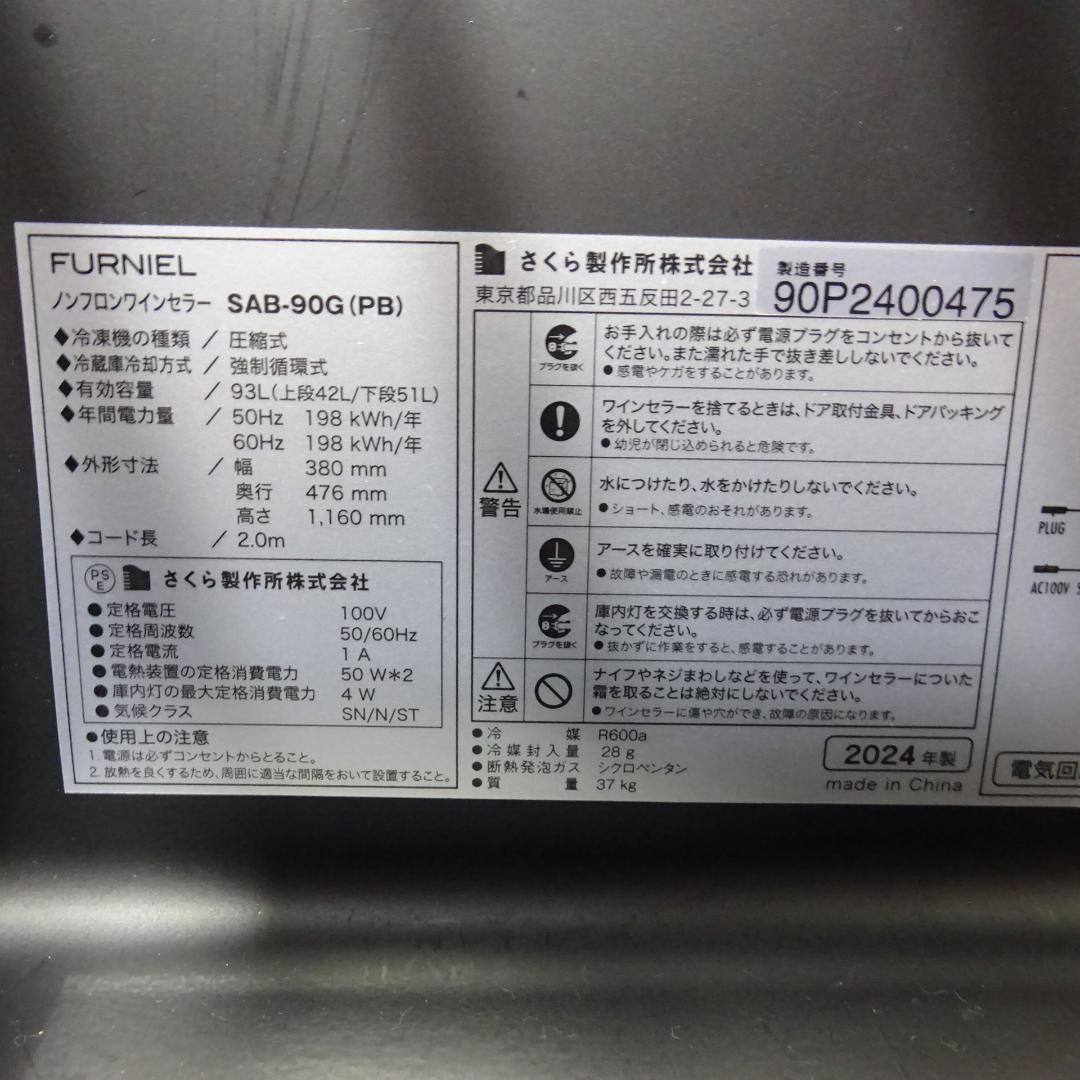 FURNIEL
ノンフロンワインセラー SAB-90G(PB)
◆冷凍機の種類 / 圧縮式
◆冷蔵庫冷却方式 / 強制循環式
◆有効容量 / 93L(上段42L/下段51L)
◆年間電力量 / 50Hz 198 kWh/年
60Hz 198 kWh/年
◆外形寸法 / 幅 380 mm
奥行 476 mm
高さ 1,160 mm
◆コード長 / 2.0m
PSE さくら製作所株式会社
●定格電圧 100V
●定格周波数 50/60Hz
●定格電流 1 A
●電熱装置の定格消費電力 50 W*2
●庫内灯の最大定格消費電力 4 W
●気候クラス SN/N/ST
●使用上の注意
1.電源は必ずコンセントからとること。
2.放熱を良くするため、周囲に適当な間隔をおいて設置すること。
さくら製作所株式会社
東京都品川区西五反田2-27-3
製造番号
90P2400475
警告
プラグを抜く
お手入れの際は必ず電源プラグをコンセントから抜いて
ください。また濡れた手で抜き差ししないでください。
●感電やケガをすることがあります。
ワインセラーを捨てるときは、ドア取付金具、ドアパッキング
を外してください。
●幼児が閉じ込められると危険です。
水場使用禁止
水につけたり、水をかけたりしないでください。
●ショート、感電のおそれがあります。
アース
アースを確実に取り付けてください。
●故障や漏電のときに感電する恐れがあります。
プラグを抜く
庫内灯を交換する時は、必ず電源プラグを抜いてからおこ
なってください。
●抜かずに作業をすると、感電することがあります。
注意
ナイフやネジまわしなどを使って、ワインセラーについた
霜を取ることは絶対にしないでください。
●ワインセラーに傷や穴ができ、故障の原因になります。
●冷媒 R600a
●冷媒封入量 28 g
●断熱発泡ガス シクロペンタン
●質量 37 kg
2024 年製
made in China
PLUG
AC100V
電気回